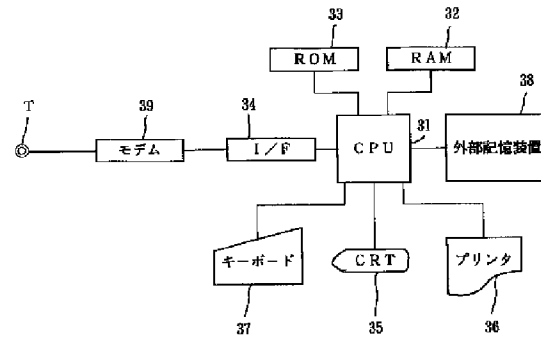 33
32
ROM
RAM
38
T
39
34
31
モデム
I/F
CPU
外部記憶装置
キーボード
CRT
プリンタ
37
35
36